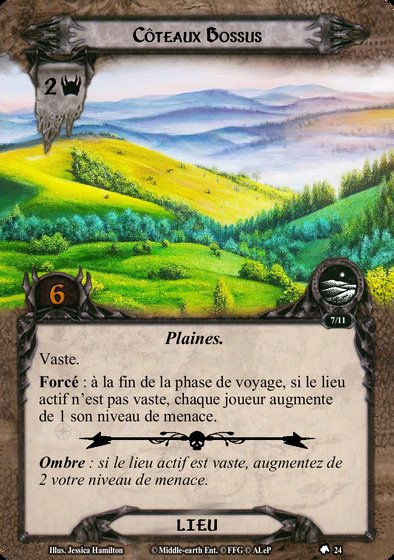 Côteaux Bossus
2
6
7/11
Plaines.
Vaste.
Forcé : à la fin de la phase de voyage, si le lieu
actif n'est pas vaste, chaque joueur augmente
de 1 son niveau de menace.
Ombre : si le lieu actif est vaste, augmentez de
2 votre niveau de menace.
LIEU
Illus. Jessica Hamilton
©Middle-earth Ent. © FFG © ALeP
24